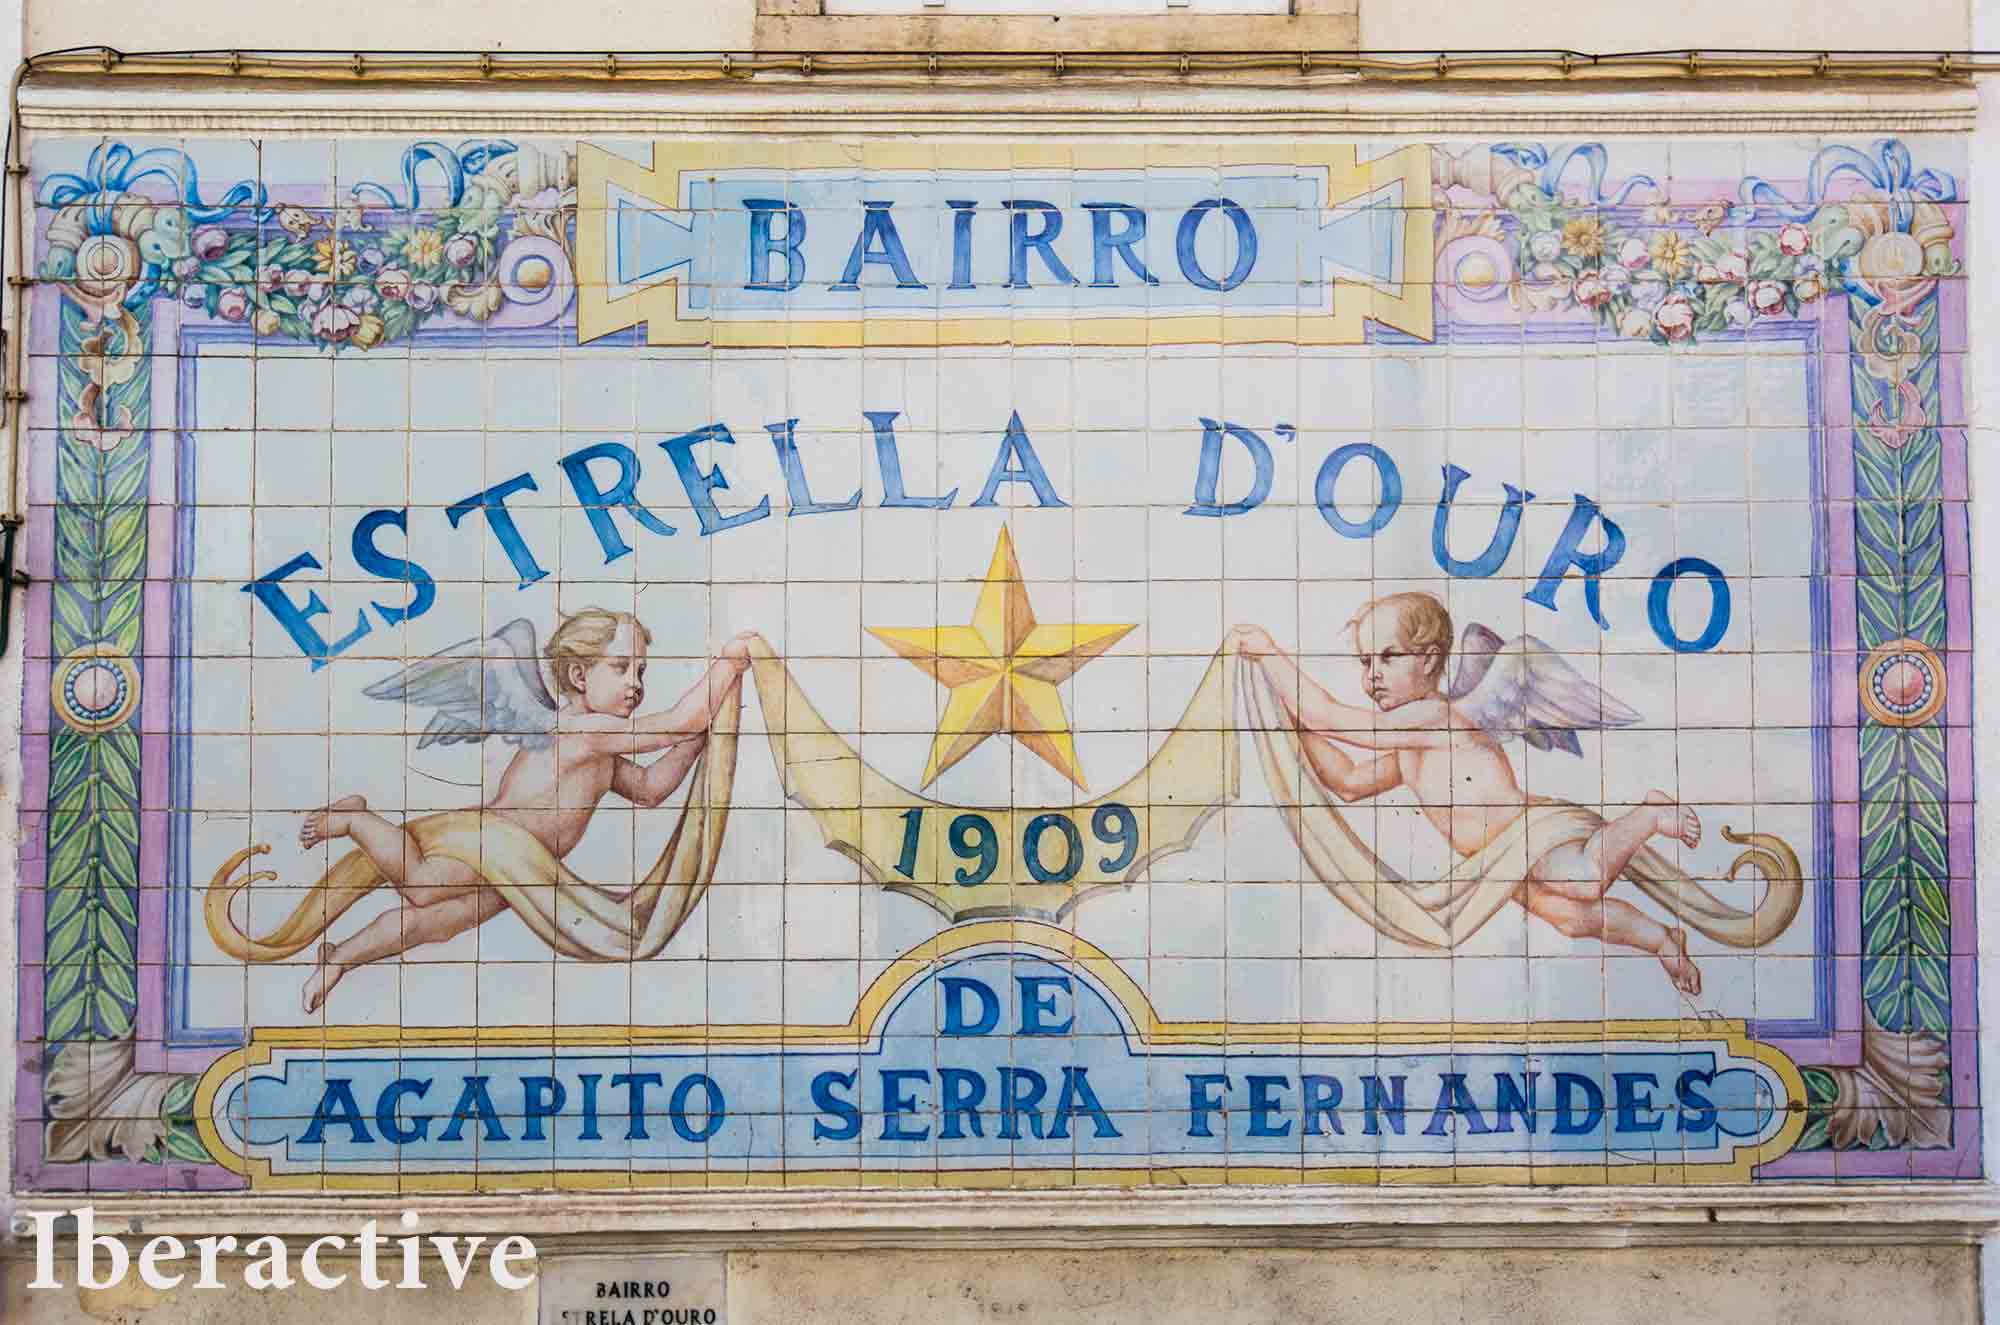 BAIRRO
ESTRELLA D'OURO
1909
DE
AGAPITO SERRA FERNANDES
Iberactive
BAIRRO
STRELA D'OURO